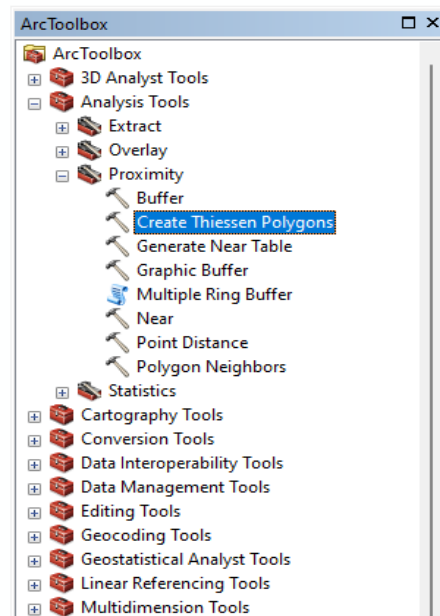 ArcToolbox
ArcToolbox
3D Analyst Tools
Analysis Tools
Extract
Overlay
Proximity
Buffer
Create Thiessen Polygons
Generate Near Table
Graphic Buffer
Multiple Ring Buffer
Near
Point Distance
Polygon Neighbors
Statistics
Cartography Tools
Conversion Tools
Data Interoperability Tools
Data Management Tools
Editing Tools
Geocoding Tools
Geostatistical Analyst Tools
Linear Referencing Tools
Multidimension Tools